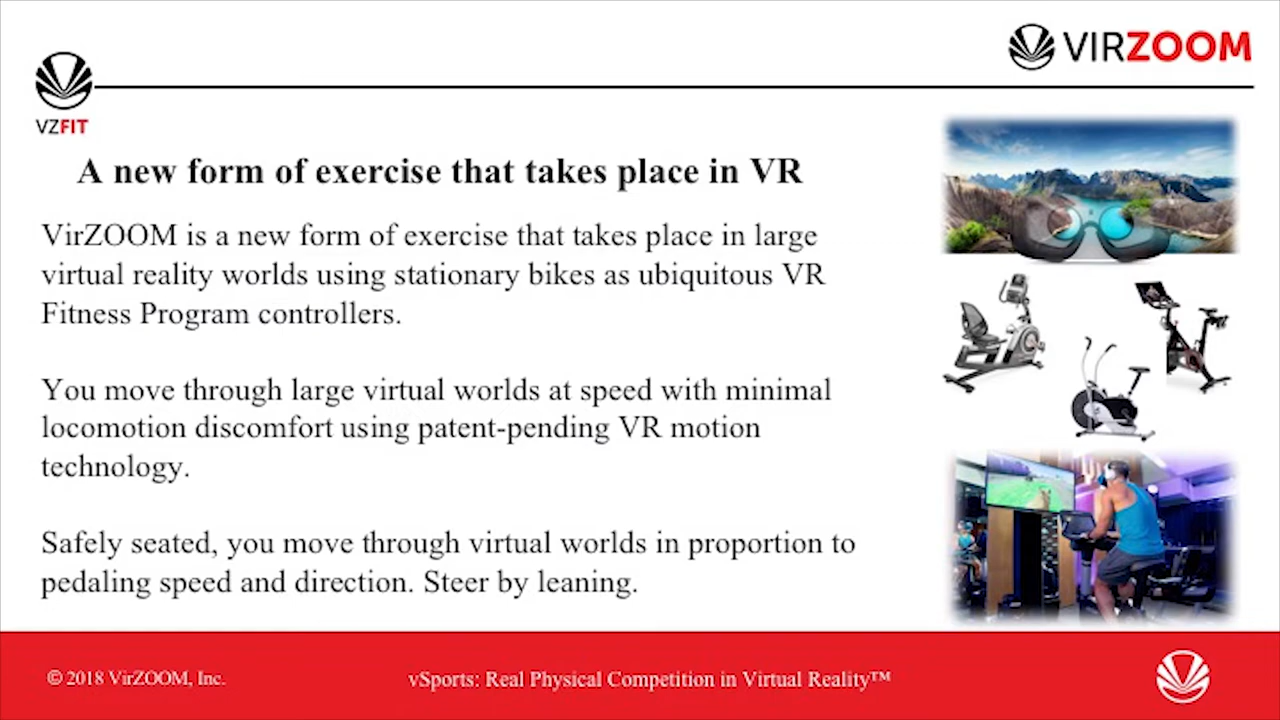 VIRZOOM
VZFIT
A new form of exercise that takes place in VR
VirZOOM is a new form of exercise that takes place in large
virtual reality worlds using stationary bikes as ubiquitous VR
Fitness Program controllers.
You move through large virtual worlds at speed with minimal
locomotion discomfort using patent-pending VR motion
technology.
Safely seated, you move through virtual worlds in proportion to
pedaling speed and direction. Steer by leaning.
© 2018 VirZOOM, Inc.
vSports: Real Physical Competition in Virtual Reality™